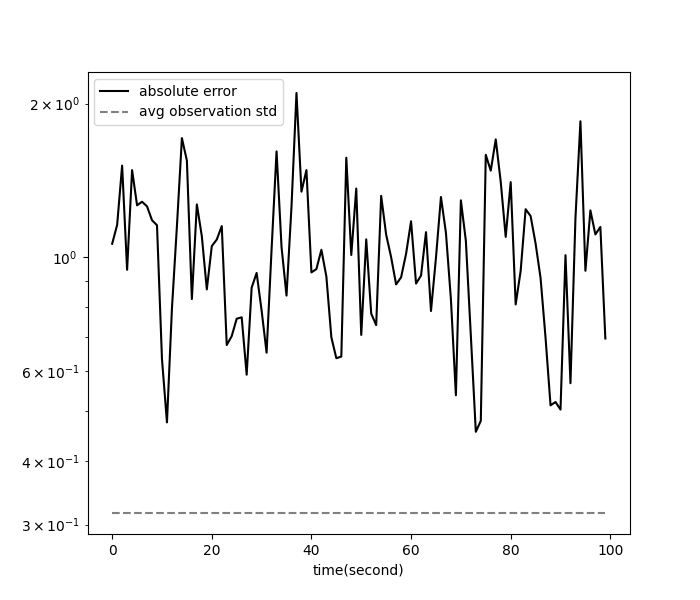 absolute error
avg observation std
2 × 10⁰
10⁰
6 × 10⁻¹
4 × 10⁻¹
3 × 10⁻¹
0 20 40 60 80 100
time(second)